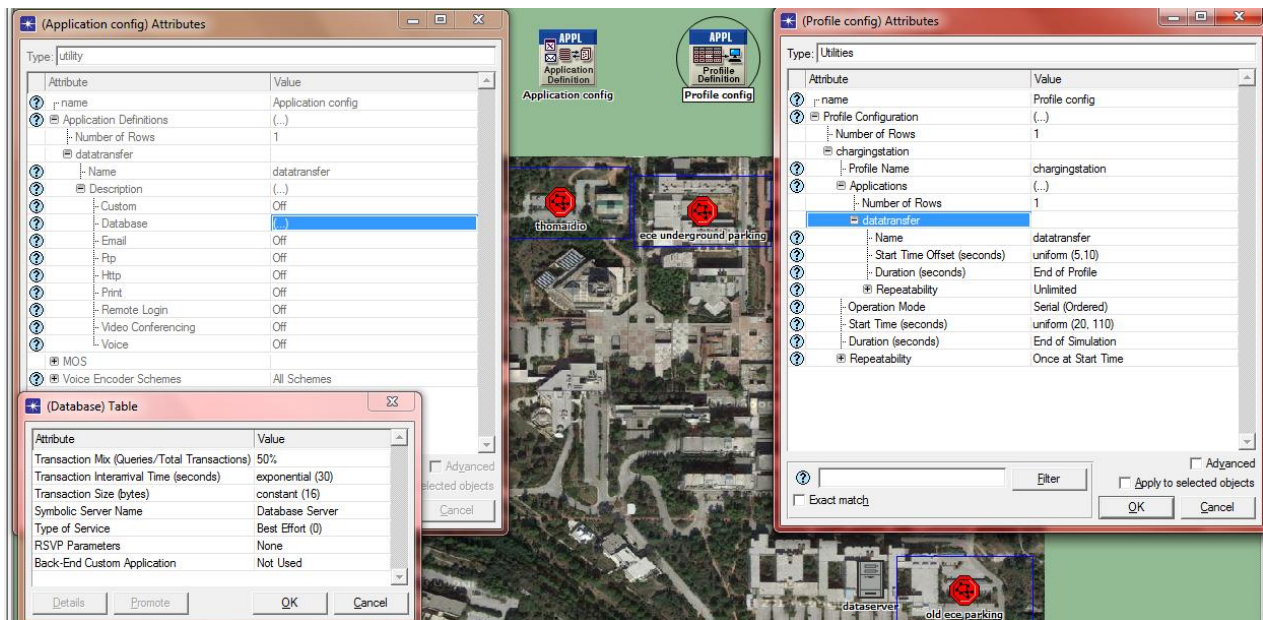 (Application config) Attributes
Type: utility
Attribute Value
name Application config
Application Definitions (...)
Number of Rows 1
datatransfer
Name datatransfer
Description (...)
Custom Off
Database (...)
Email Off
Ftp Off
Http Off
Print Off
Remote Login Off
Video Conferencing Off
Voice Off
MOS
Voice Encoder Schemes All Schemes
Advanced
elected objects
Cancel
(Database) Table
Attribute Value
Transaction Mix (Queries/Total Transactions) 50%
Transaction Interarrival Time (seconds) exponential (30)
Transaction Size (bytes) constant (16)
Symbolic Server Name Database Server
Type of Service Best Effort (0)
RSVP Parameters None
Back-End Custom Application Not Used
Details Promote OK Cancel
APPL
Application
Definition
Application config
APPL
Profile
Definition
Profile config
thomaidio
ece underground parking
dataserver
old ece parking
(Profile config) Attributes
Type: Utilities
Attribute Value
name Profile config
Profile Configuration (...)
Number of Rows 1
chargingstation
Profile Name chargingstation
Applications (...)
Number of Rows 1
datatransfer
Name datatransfer
Start Time Offset (seconds) uniform (5,10)
Duration (seconds) End of Profile
Repeatability Unlimited
Operation Mode Serial (Ordered)
Start Time (seconds) uniform (20, 110)
Duration (seconds) End of Simulation
Repeatability Once at Start Time
Advanced
Filter
Apply to selected objects
Exact match
OK Cancel